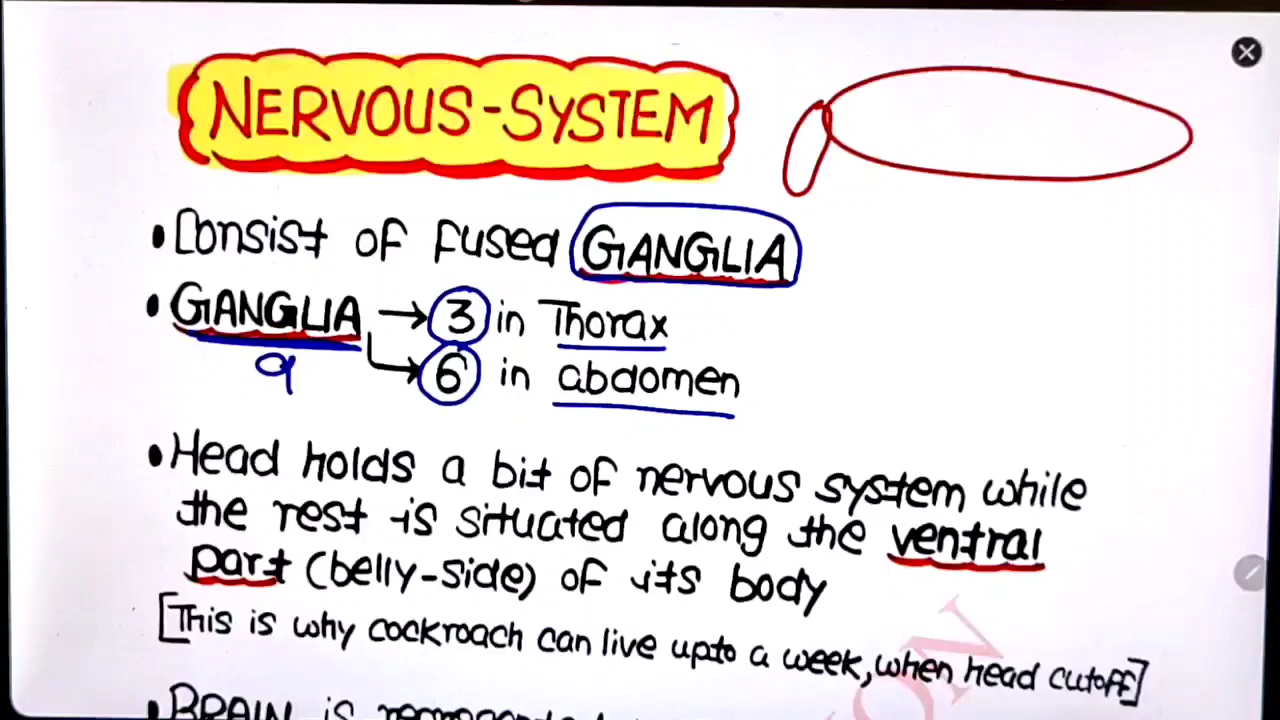 NERVOUS-SYSTEM
• Consist of fused GANGLIA
• GANGLIA → 3 in Thorax
9 → 6 in abdomen
• Head holds a bit of nervous system while
the rest is situated along the ventral
part (belly-side) of its body
[This is why cockroach can live upto a week, when head cutoff]
• BRAIN is